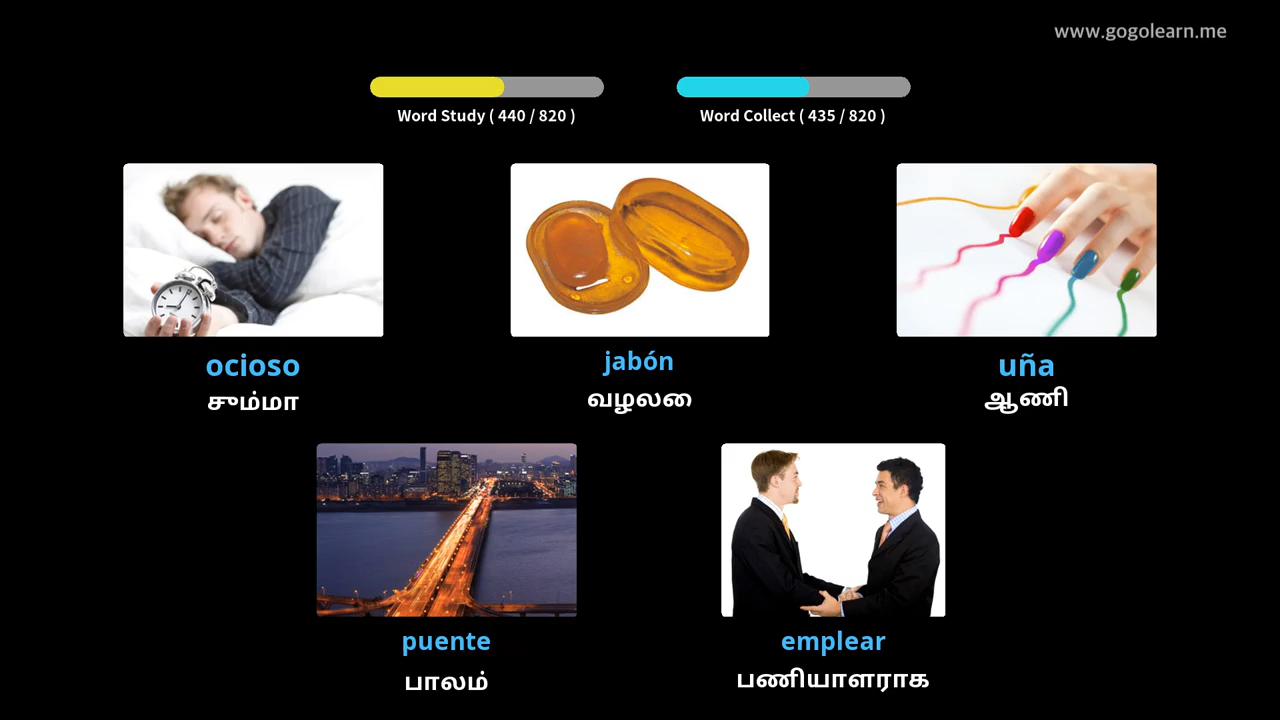 www.gogolearn.me
Word Study ( 440 / 820 )
Word Collect ( 435 / 820 )
ocioso
சும்மா
jabón
வழலை
uña
ஆணி
puente
பாலம்
emplear
பணியாளராக